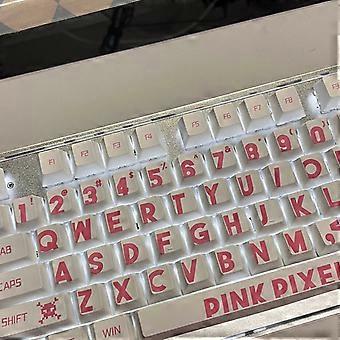 F1 F2 F3 F4 F5 F6 F7 F8 F9
1! 2@ 3# 4$ 5% 6^ 7& 8* 9( 0)
Q W E R T Y U I O
CAPS A S D F G H J K L
SHIFT Z X C V B N M
WIN PINK PIXEL